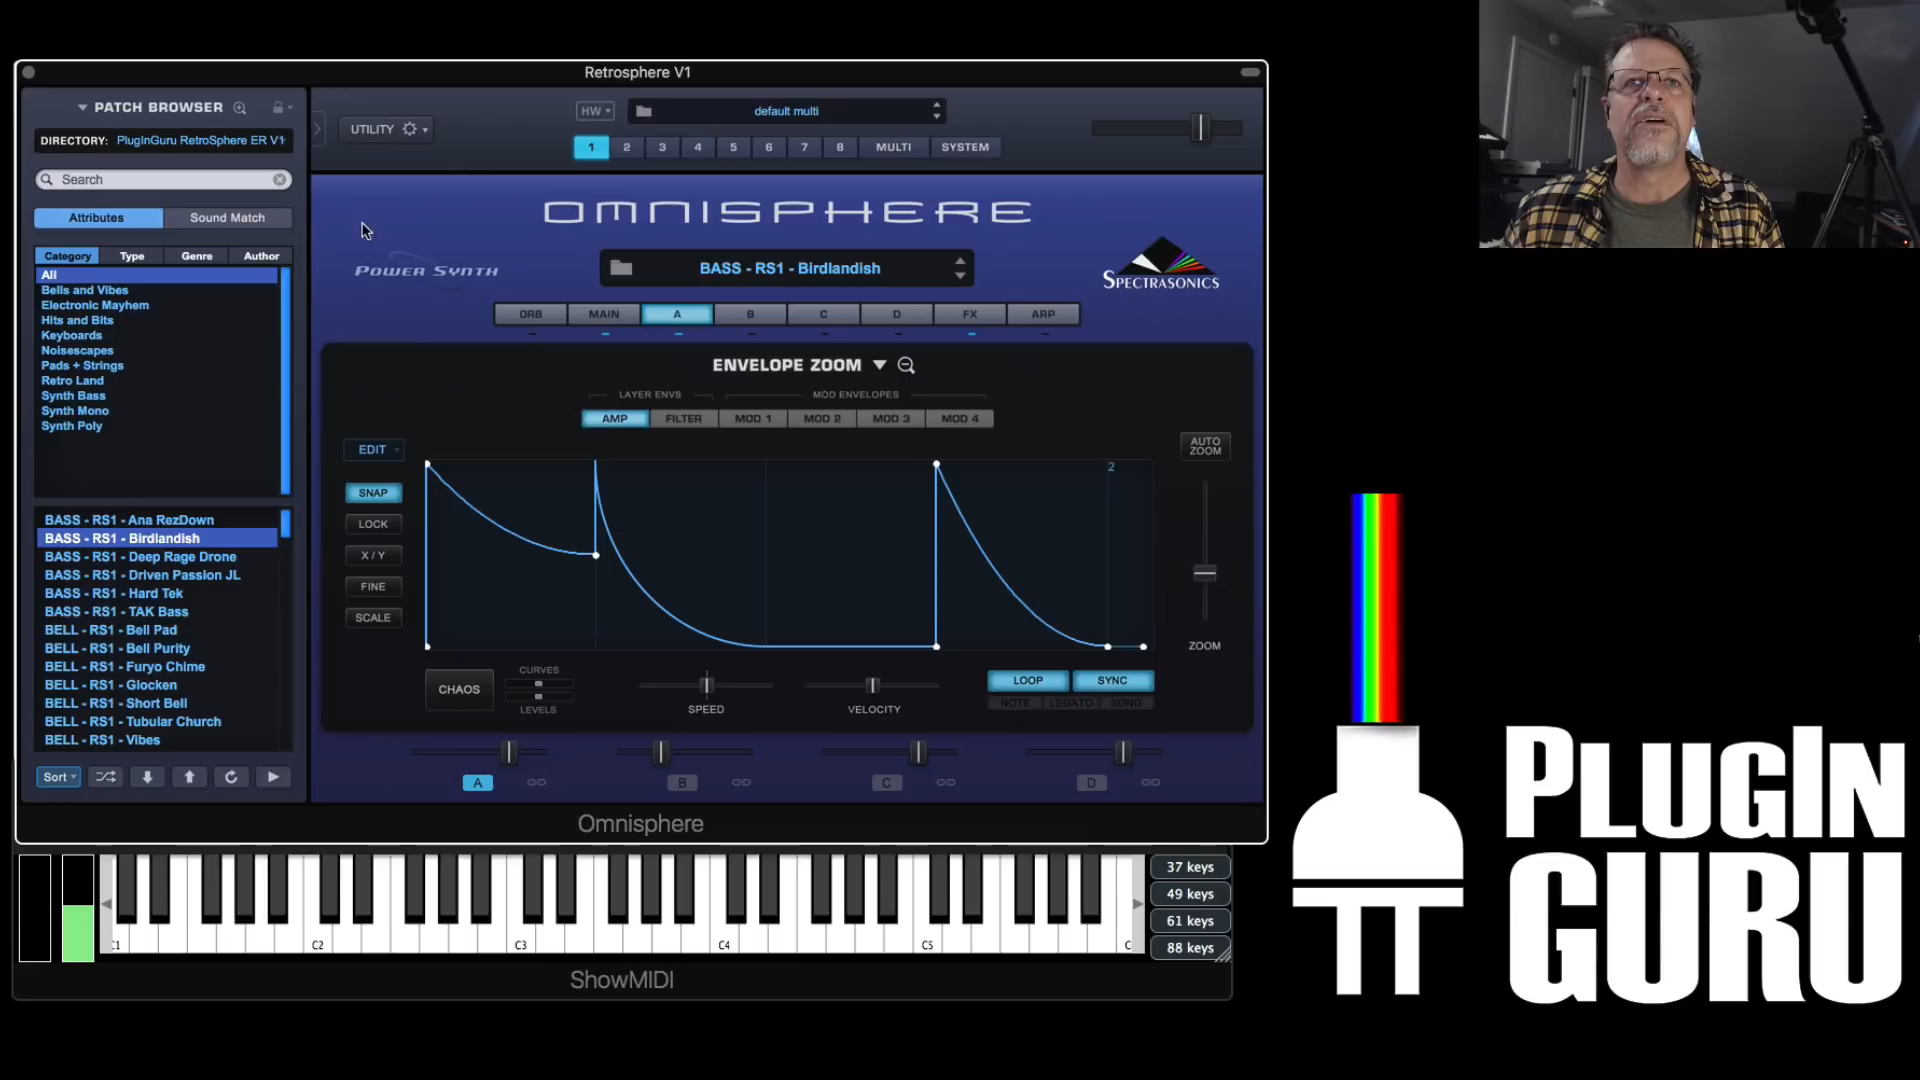 Retrosphere V1
PATCH BROWSER
DIRECTORY: PlugInGuru RetroSphere ER V1
Search
Attributes Sound Match
Category Type Genre Author
All
Bells and Vibes
Electronic Mayhem
Hits and Bits
Keyboards
Noisescapes
Pads + Strings
Retro Land
Synth Bass
Synth Mono
Synth Poly
BASS - RS1 - Ana RezDown
BASS - RS1 - Birdlandish
BASS - RS1 - Deep Rage Drone
BASS - RS1 - Driven Passion JL
BASS - RS1 - Hard Tek
BASS - RS1 - TAK Bass
BELL - RS1 - Bell Pad
BELL - RS1 - Bell Purity
BELL - RS1 - Furyo Chime
BELL - RS1 - Glocken
BELL - RS1 - Short Bell
BELL - RS1 - Tubular Church
BELL - RS1 - Vibes
Sort
UTILITY
HW
default multi
1 2 3 4 5 6 7 8 MULTI SYSTEM
OMNISPHERE
POWER SYNTH
BASS - RS1 - Birdlandish
SPECTRASONICS
ORB MAIN A B C D FX ARP
ENVELOPE ZOOM
LAYER ENVS MOD ENVELOPES
AMP FILTER MOD 1 MOD 2 MOD 3 MOD 4
EDIT
SNAP
LOCK
X / Y
FINE
SCALE
2
AUTO
ZOOM
ZOOM
CHAOS
CURVES
LEVELS
SPEED
VELOCITY
LOOP SYNC
NOTE LEGATO SONG
A B C D
Omnisphere
C1 C2 C3 C4 C5 C
37 keys
49 keys
61 keys
88 keys
ShowMIDI
PLUGIN
GURU